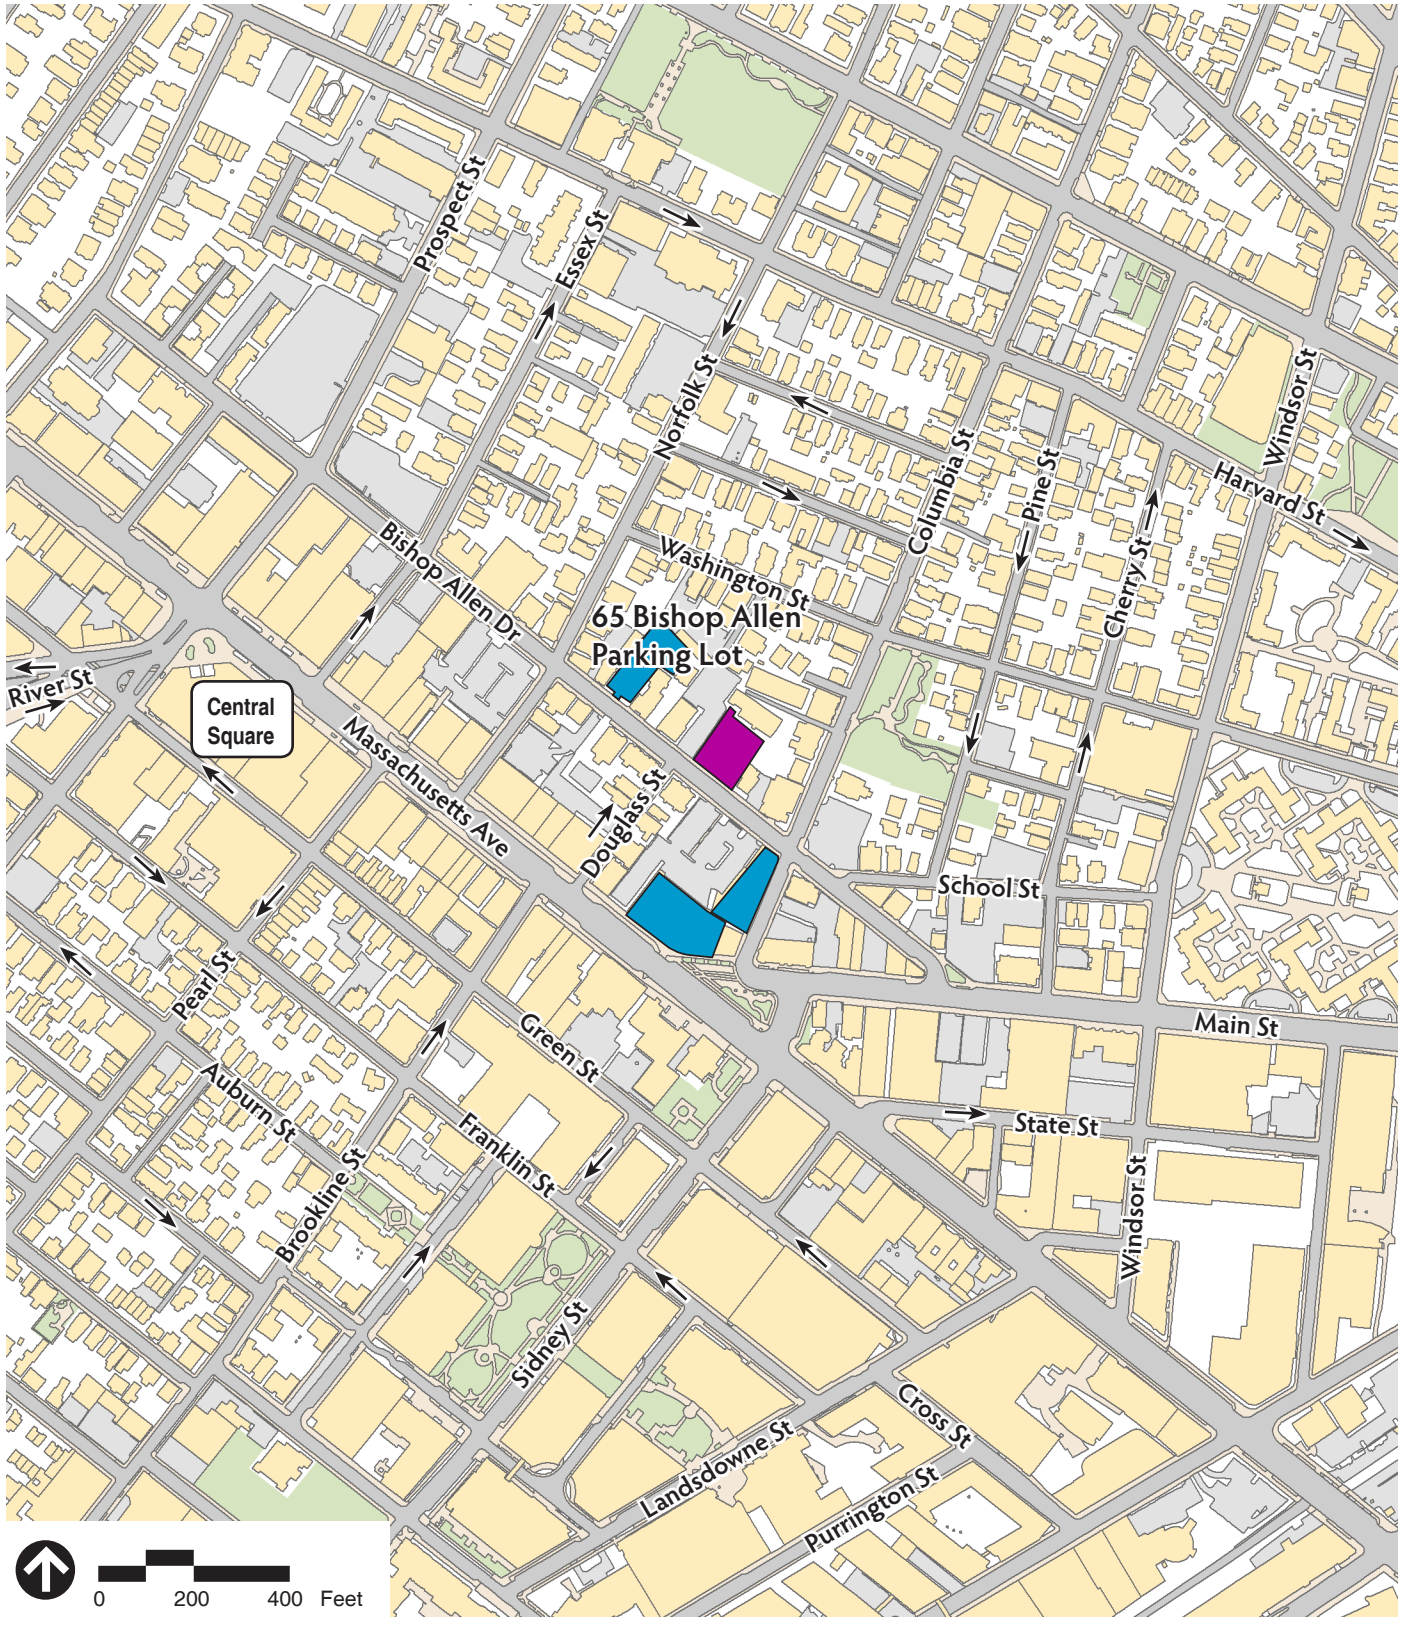 Prospect St
Essex St
Norfolk St
Windsor St
Columbia St
Pine St
Harvard St
Cherry St
Bishop Allen Dr
Washington St
65 Bishop Allen
Parking Lot
River St
Central
Square
Massachusetts Ave
Douglass St
School St
Pearl St
Main St
Green St
Auburn St
Franklin St
State St
Brookline St
Windsor St
Sidney St
Cross St
Landsdowne St
Purrington St
0 200 400 Feet